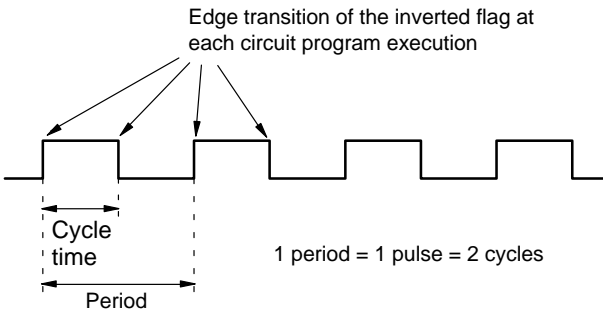 Edge transition of the inverted flag at
each circuit program execution
Cycle
time
1 period = 1 pulse = 2 cycles
Period